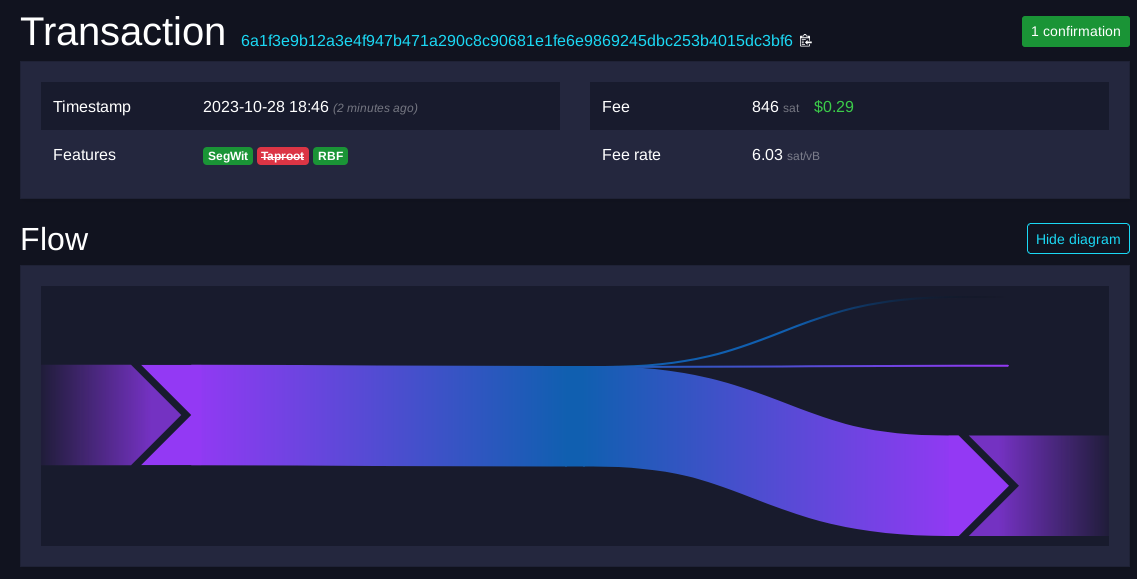 Transaction 6a1f3e9b12a3e4f947b471a290c8c90681e1fe6e9869245dbc253b4015dc3bf6 1 confirmation
Timestamp 2023-10-28 18:46 (2 minutes ago) Fee 846 sat $0.29
Features SegWit Taproot RBF Fee rate 6.03 sat/vB
Flow Hide diagram